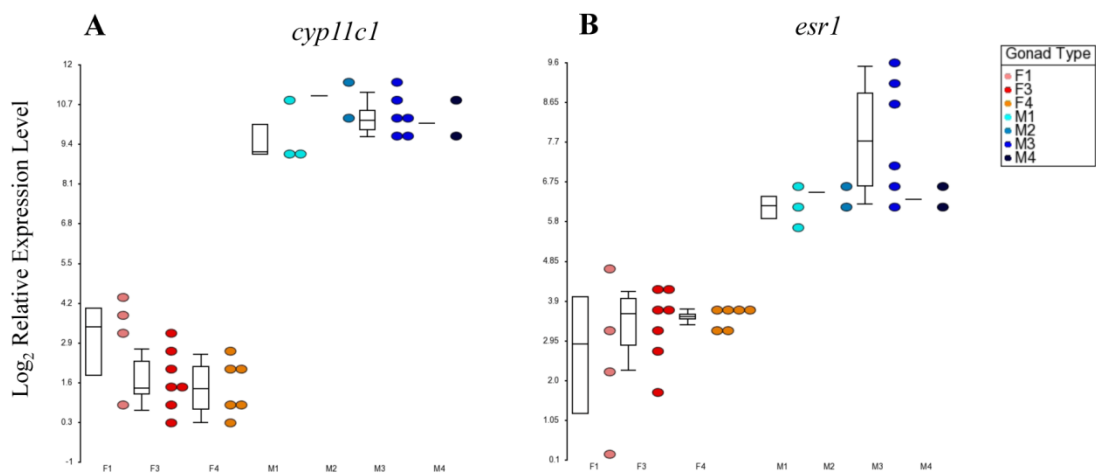 A
cyp11c1
B
esr1
Log2 Relative Expression Level
12
10.7
9.4
8.1
6.8
5.5
4.2
2.9
1.6
0.3
-1
F1 F3 F4 M1 M2 M3 M4
9.6
8.65
7.7
6.75
5.8
4.85
3.9
2.95
2.0
1.05
0.1
F1 F3 F4 M1 M2 M3 M4
Gonad Type
F1
F3
F4
M1
M2
M3
M4